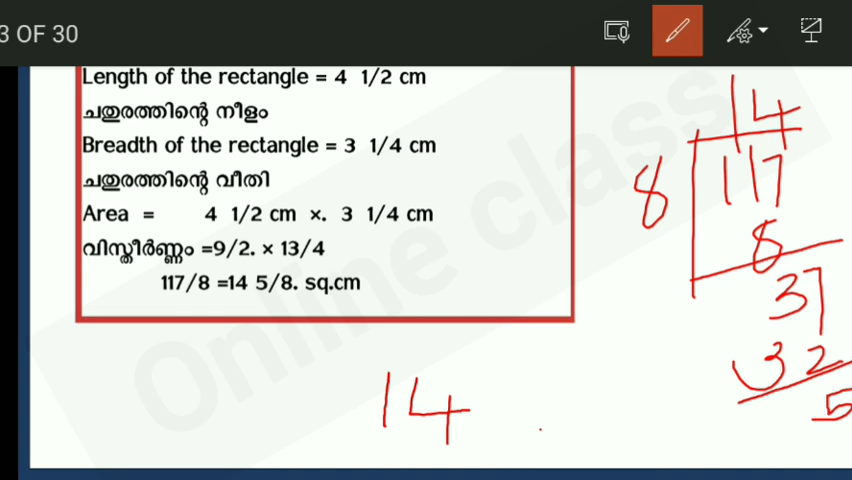 3 OF 30
Length of the rectangle = 4 1/2 cm
ചതുരത്തിന്റെ നീളം
Breadth of the rectangle = 3 1/4 cm
ചതുരത്തിന്റെ വീതി
Area = 4 1/2 cm ×. 3 1/4 cm
വിസ്തീർണ്ണം =9/2. × 13/4
117/8 =14 5/8. sq.cm
14
8 117
8
37
32
5
14
Online class